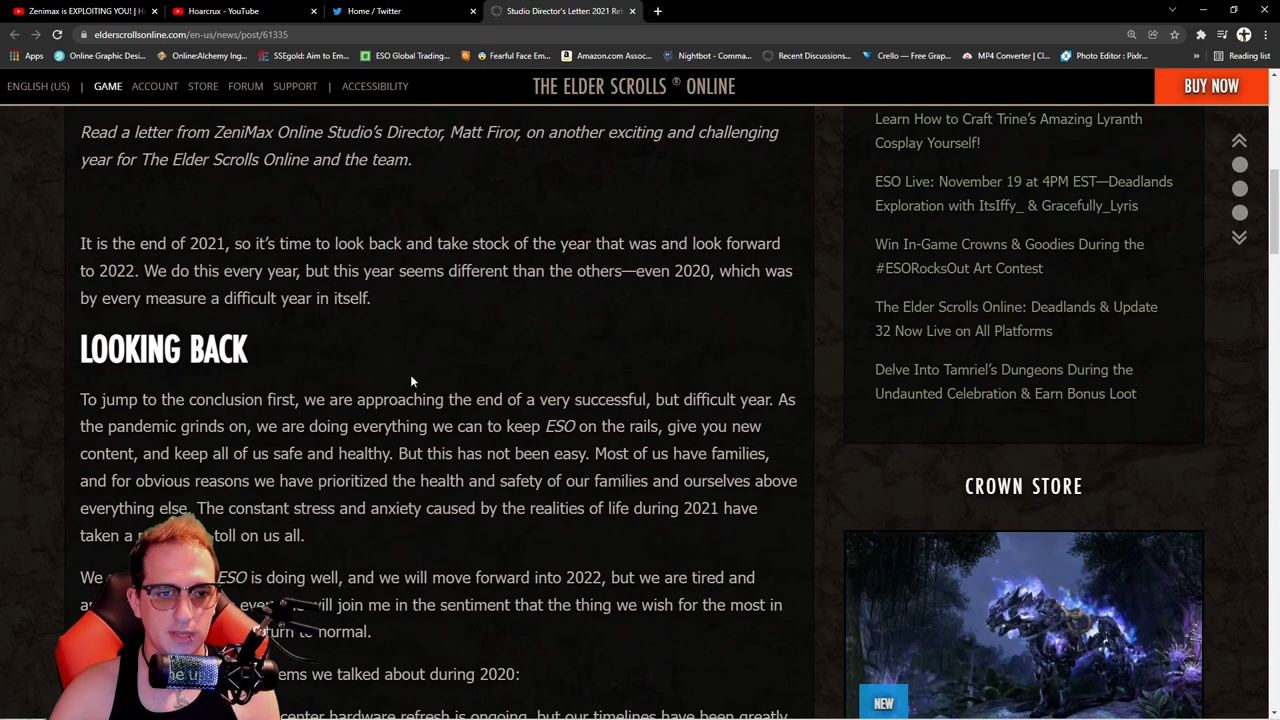 Zenimax is EXPLOITING YOU! | H
Hoarcrux - YouTube
Home / Twitter
Studio Director's Letter: 2021 Ret
elderscrollsonline.com/en-us/news/post/61335
Apps
Online Graphic Desi...
OnlineAlchemy Ing...
SSEgold: Aim to Em...
ESO Global Trading...
Fearful Face Em...
Amazon.com Assoc...
Nightbot - Comma...
Recent Discussions...
Crello — Free Grap...
MP4 Converter | Cl...
Photo Editor : Pixlr...
»
Reading list
ENGLISH (US) | GAME ACCOUNT STORE FORUM SUPPORT | ACCESSIBILITY
THE ELDER SCROLLS ® ONLINE
BUY NOW
Read a letter from ZeniMax Online Studio's Director, Matt Firor, on another exciting and challenging
year for The Elder Scrolls Online and the team.
It is the end of 2021, so it's time to look back and take stock of the year that was and look forward
to 2022. We do this every year, but this year seems different than the others—even 2020, which was
by every measure a difficult year in itself.
LOOKING BACK
To jump to the conclusion first, we are approaching the end of a very successful, but difficult year. As
the pandemic grinds on, we are doing everything we can to keep ESO on the rails, give you new
content, and keep all of us safe and healthy. But this has not been easy. Most of us have families,
and for obvious reasons we have prioritized the health and safety of our families and ourselves above
everything else. The constant stress and anxiety caused by the realities of life during 2021 have
taken a toll on us all.
We ESO is doing well, and we will move forward into 2022, but we are tired and
will join me in the sentiment that the thing we wish for the most in
normal.
we talked about during 2020:
center hardware refresh is ongoing, but our timelines have been greatly
Learn How to Craft Trine's Amazing Lyranth
Cosplay Yourself!
ESO Live: November 19 at 4PM EST—Deadlands
Exploration with ItsIffy_ & Gracefully_Lyris
Win In-Game Crowns & Goodies During the
#ESORocksOut Art Contest
The Elder Scrolls Online: Deadlands & Update
32 Now Live on All Platforms
Delve Into Tamriel's Dungeons During the
Undaunted Celebration & Earn Bonus Loot
CROWN STORE
NEW